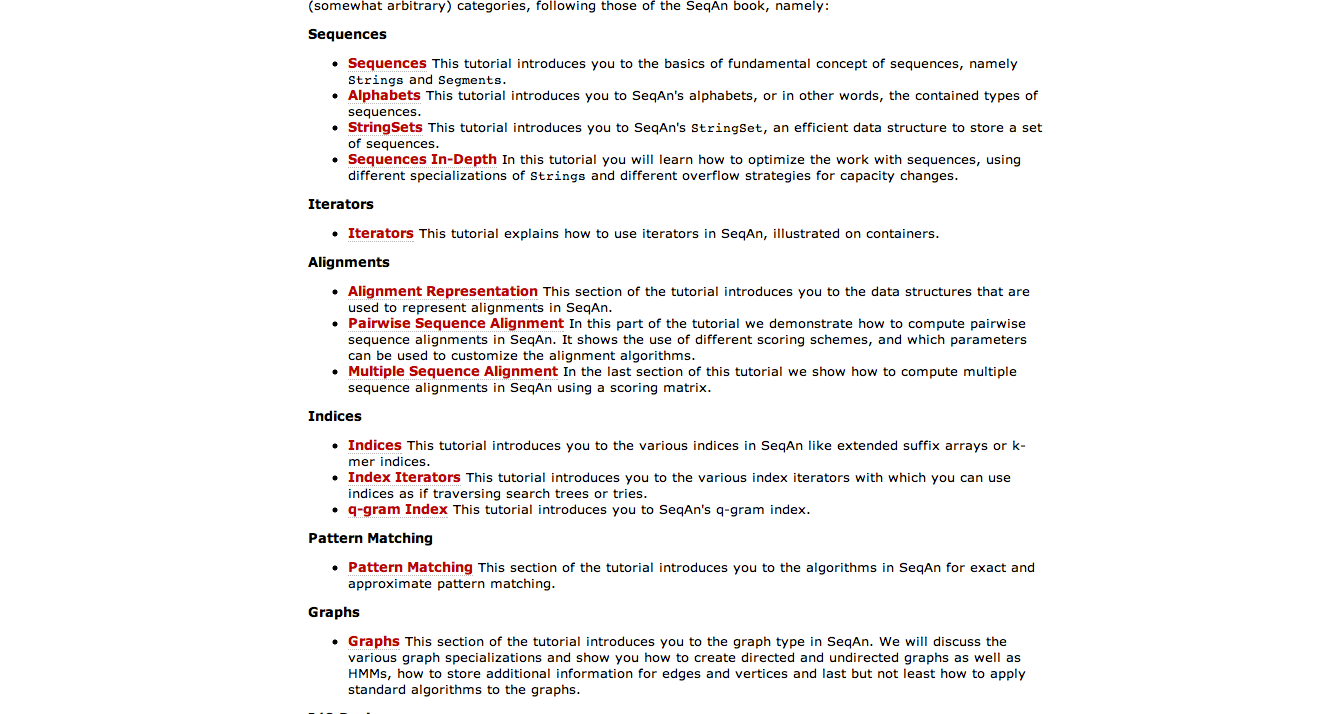 (somewhat arbitrary) categories, following those of the SeqAn book, namely:
Sequences
Sequences This tutorial introduces you to the basics of fundamental concept of sequences, namely
Strings and Segments.
Alphabets This tutorial introduces you to SeqAn's alphabets, or in other words, the contained types of
sequences.
StringSets This tutorial introduces you to SeqAn's StringSet, an efficient data structure to store a set
of sequences.
Sequences In-Depth In this tutorial you will learn how to optimize the work with sequences, using
different specializations of Strings and different overflow strategies for capacity changes.
Iterators
Iterators This tutorial explains how to use iterators in SeqAn, illustrated on containers.
Alignments
Alignment Representation This section of the tutorial introduces you to the data structures that are
used to represent alignments in SeqAn.
Pairwise Sequence Alignment In this part of the tutorial we demonstrate how to compute pairwise
sequence alignments in SeqAn. It shows the use of different scoring schemes, and which parameters
can be used to customize the alignment algorithms.
Multiple Sequence Alignment In the last section of this tutorial we show how to compute multiple
sequence alignments in SeqAn using a scoring matrix.
Indices
Indices This tutorial introduces you to the various indices in SeqAn like extended suffix arrays or k-
mer indices.
Index Iterators This tutorial introduces you to the various index iterators with which you can use
indices as if traversing search trees or tries.
q-gram Index This tutorial introduces you to SeqAn's q-gram index.
Pattern Matching
Pattern Matching This section of the tutorial introduces you to the algorithms in SeqAn for exact and
approximate pattern matching.
Graphs
Graphs This section of the tutorial introduces you to the graph type in SeqAn. We will discuss the
various graph specializations and show you how to create directed and undirected graphs as well as
HMMs, how to store additional information for edges and vertices and last but not least how to apply
standard algorithms to the graphs.